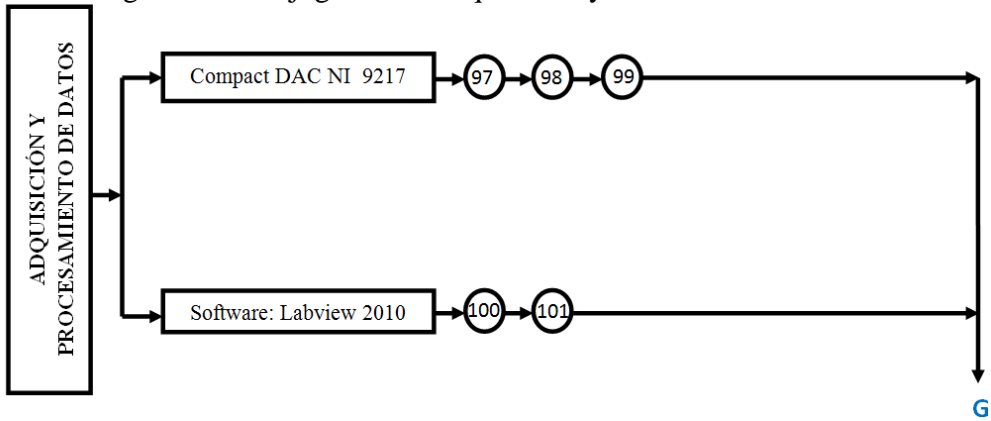 ADQUISICIÓN Y
PROCESAMIENTO DE DATOS
Compact DAC NI 9217
97
98
99
Software: Labview 2010
100
101
G